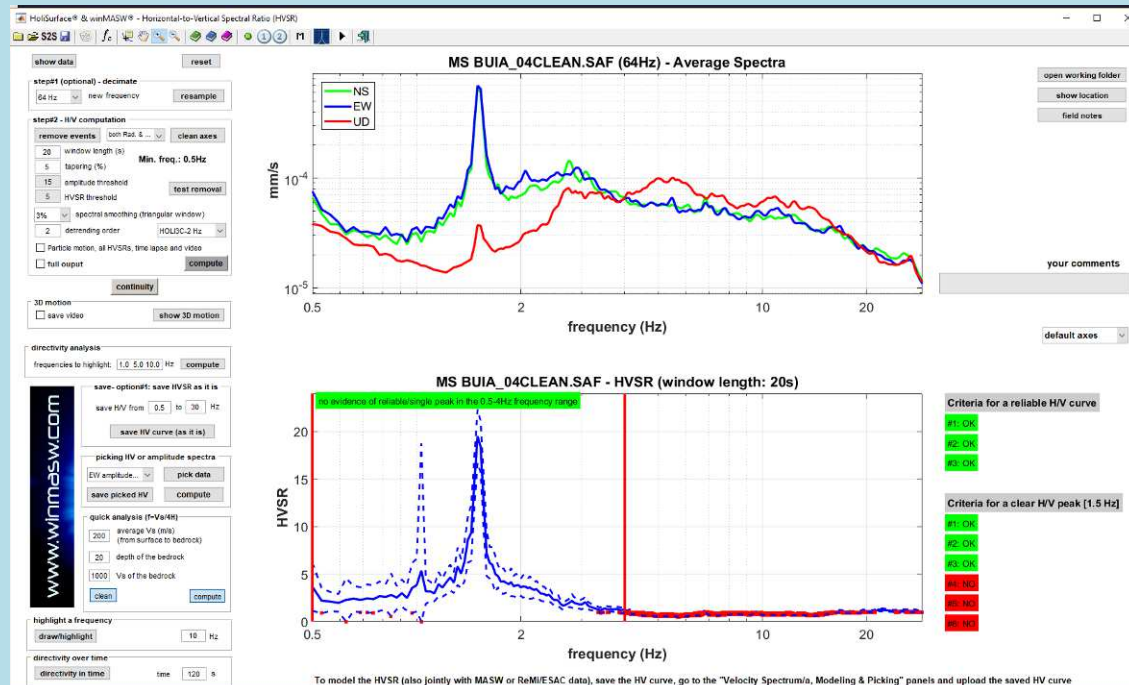 HoliSurface® & winMASW® - Horizontal-to-Vertical Spectral Ratio (HVSR)
S2S
fc
1 2
show data
reset
step#1 (optional) - decimate
64 Hz new frequency resample
step#2 - H/V computation
remove events both Rad. & ... clean axes
20 window length (s)
Min. freq.: 0.5Hz
5 tapering (%)
15 amplitude threshold
test removal
5 HVSR threshold
3% spectral smoothing (triangular window)
2 detrending order HOLI3C-2 Hz
Particle motion, all HVSRs, time lapse and video
full ouput compute
continuity
3D motion
save video show 3D motion
directivity analysis
frequencies to highlight: 1.0 5.0 10.0 Hz compute
www.winmasw.com
save- option#1: save HVSR as it is
save H/V from 0.5 to 30 Hz
save HV curve (as it is)
picking HV or amplitude spectra
EW amplitude... pick data
save picked HV compute
quick analysis (f=Vs/4H)
200 average Vs (m/s)
(from surface to bedrock)
20 depth of the bedrock
1000 Vs of the bedrock
clean compute
highlight a frequency
draw/highlight 10 Hz
directivity over time
directivity in time time 120 s
MS BUIA_04CLEAN.SAF (64Hz) - Average Spectra
NS
EW
UD
mm/s
10-4
10-5
0.5 2 10 20
frequency (Hz)
MS BUIA_04CLEAN.SAF - HVSR (window length: 20s)
no evidence of reliable/single peak in the 0.5-4Hz frequency range
HVSR
20
15
10
5
0
0.5 2 10 20
frequency (Hz)
To model the HVSR (also jointly with MASW or ReMi/ESAC data), save the HV curve, go to the "Velocity Spectrum/a, Modeling & Picking" panels and upload the saved HV curve
open working folder
show location
field notes
your comments
default axes
Criteria for a reliable H/V curve
#1: OK
#2: OK
#3: OK
Criteria for a clear H/V peak [1.5 Hz]
#1: OK
#2: OK
#3: OK
#4: NO
#5: NO
#6: NO